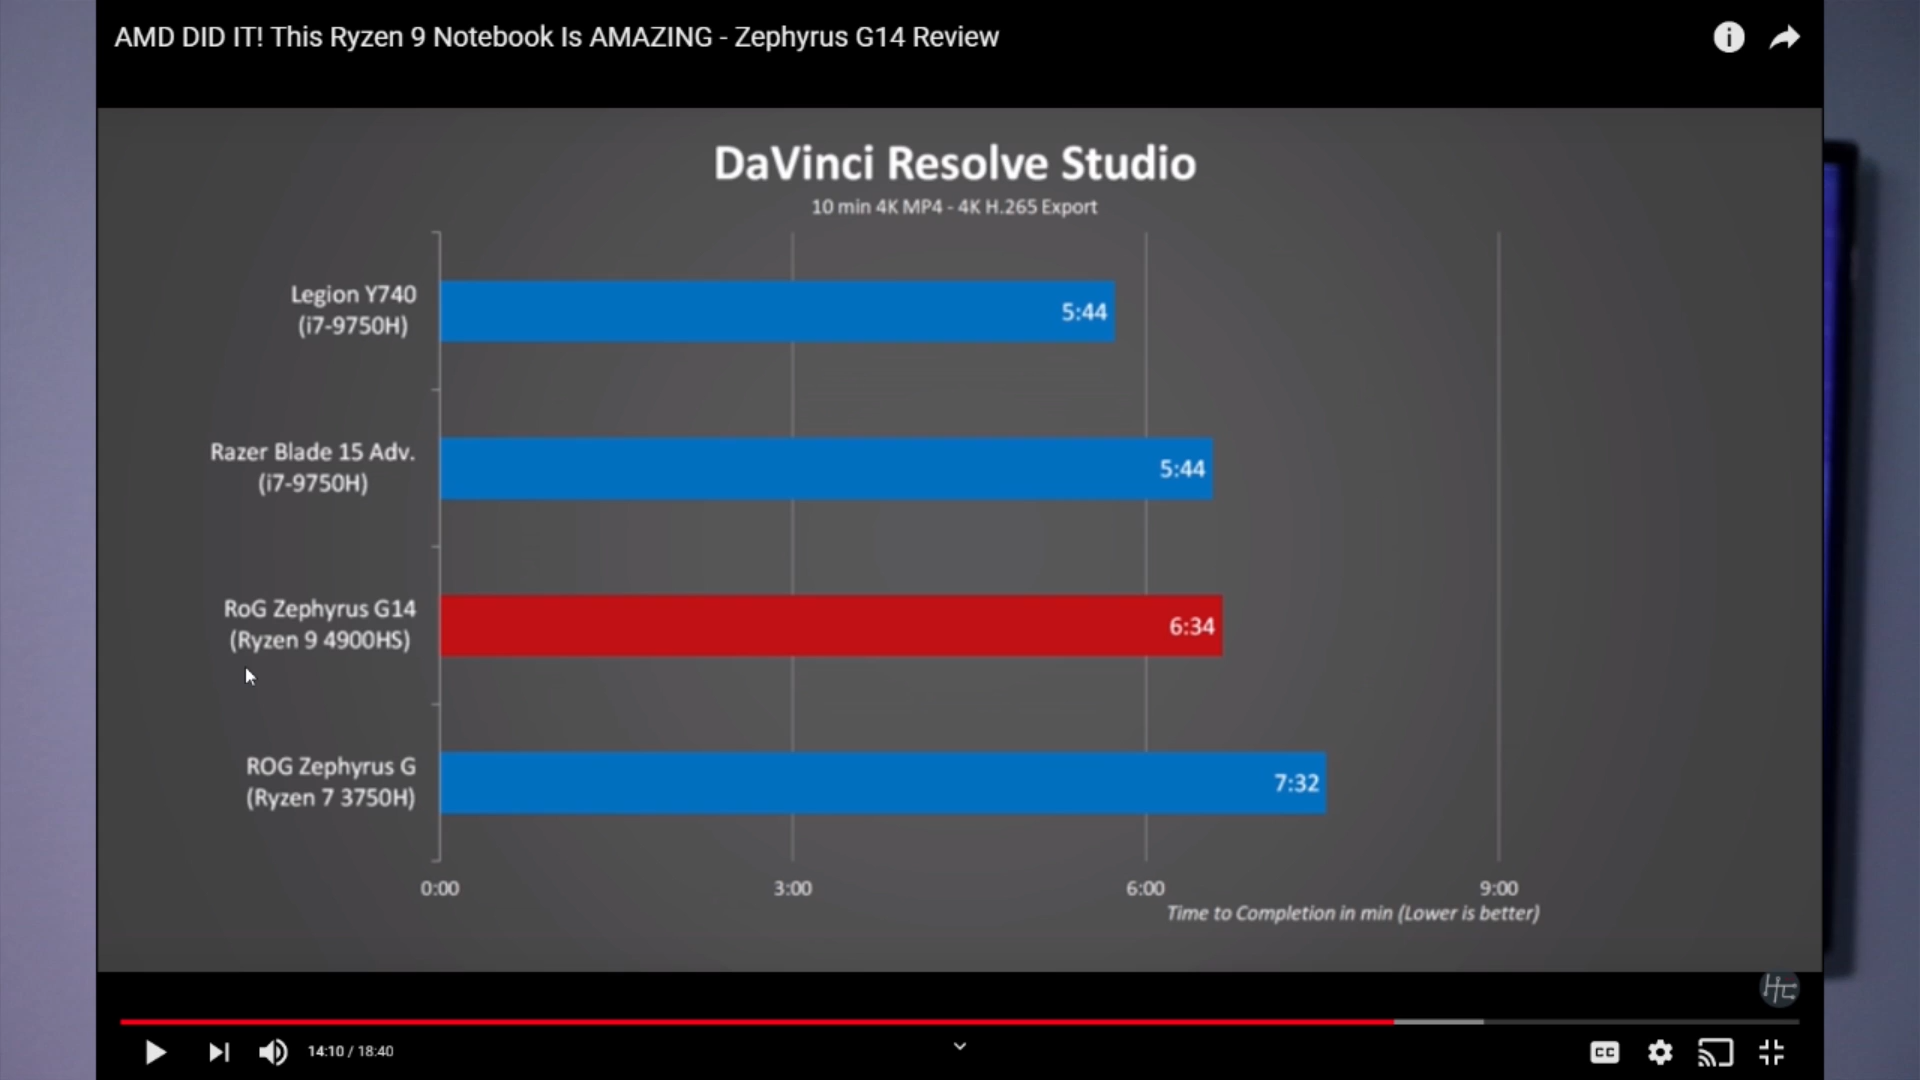 AMD DID IT! This Ryzen 9 Notebook Is AMAZING - Zephyrus G14 Review
DaVinci Resolve Studio
10 min 4K MP4 - 4K H.265 Export
Legion Y740
(i7-9750H)
5:44
Razer Blade 15 Adv.
(i7-9750H)
5:44
RoG Zephyrus G14
(Ryzen 9 4900HS)
6:34
ROG Zephyrus G
(Ryzen 7 3750H)
7:32
0:00 3:00 6:00 9:00
Time to Completion in min (Lower is better)
HC
14:10 / 18:40
CC